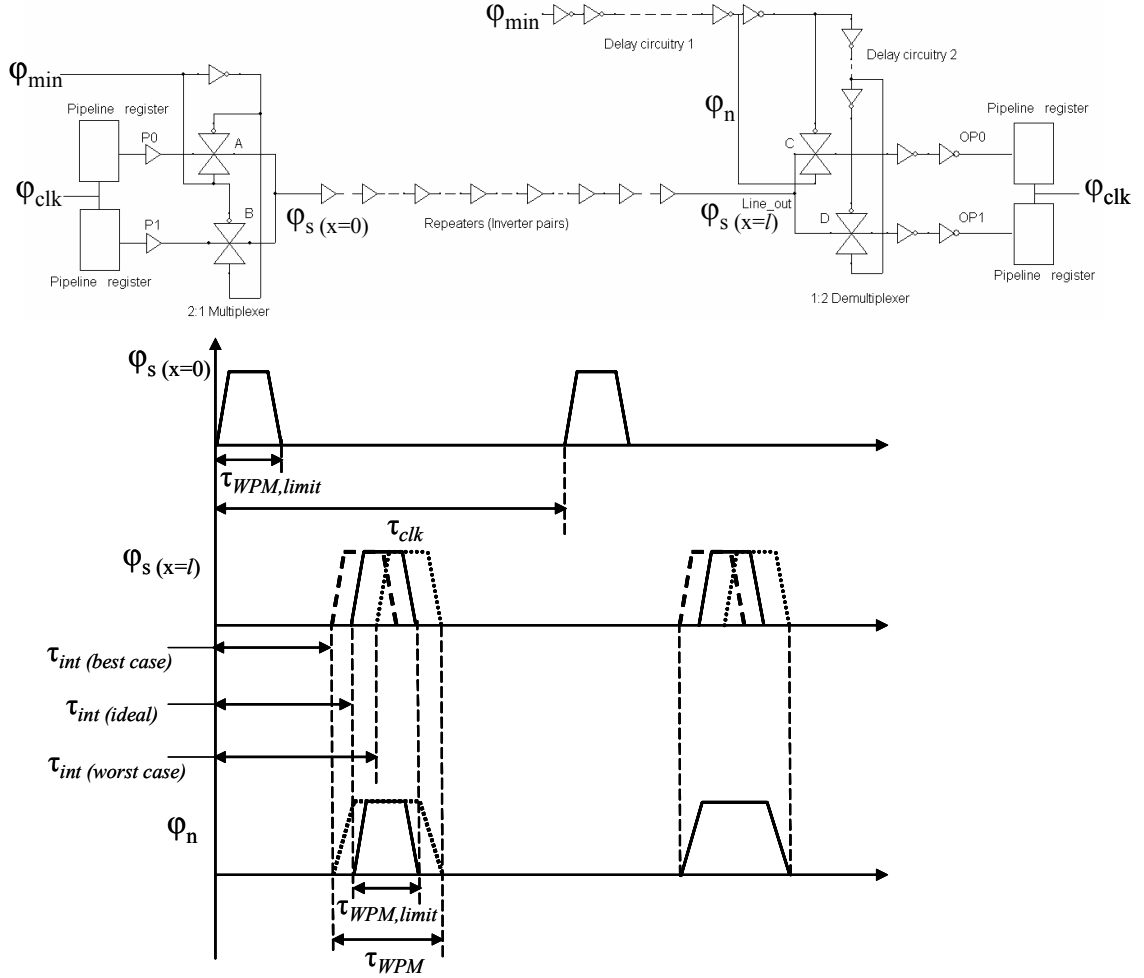 φmin
Delay circuitry 1
Delay circuitry 2
φmin
Pipeline register
P0
A
φn
C
OP0
Pipeline register
φclk
B
φs (x=0)
Repeaters (Inverter pairs)
Line_out
φs (x=l)
φclk
P1
D
OP1
Pipeline register
Pipeline register
2:1 Multiplexer
1:2 Demultiplexer
φs (x=0)
τWPM,limit
τclk
φs (x=l)
τint (best case)
τint (ideal)
τint (worst case)
φn
τWPM,limit
τWPM